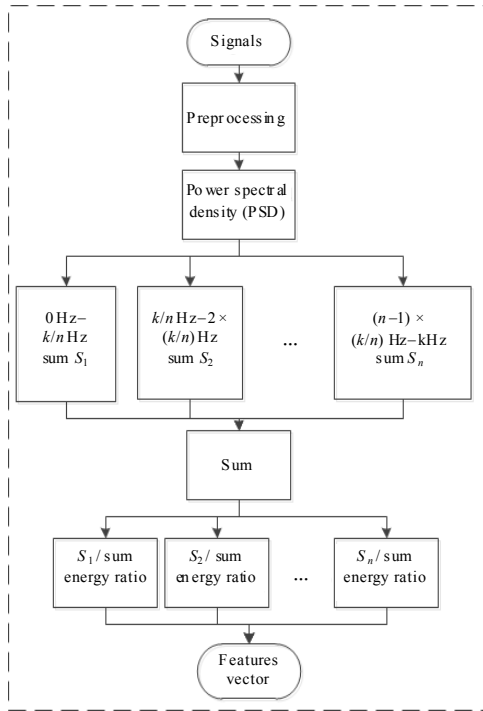 Signals
Preprocessing
Power spectral
density (PSD)
0 Hz–
k/n Hz
sum S1
k/n Hz–2 ×
(k/n) Hz
sum S2
...
(n–1) ×
(k/n) Hz–kHz
sum Sn
Sum
S1 / sum
energy ratio
S2 / sum
energy ratio
...
Sn / sum
energy ratio
Features
vector